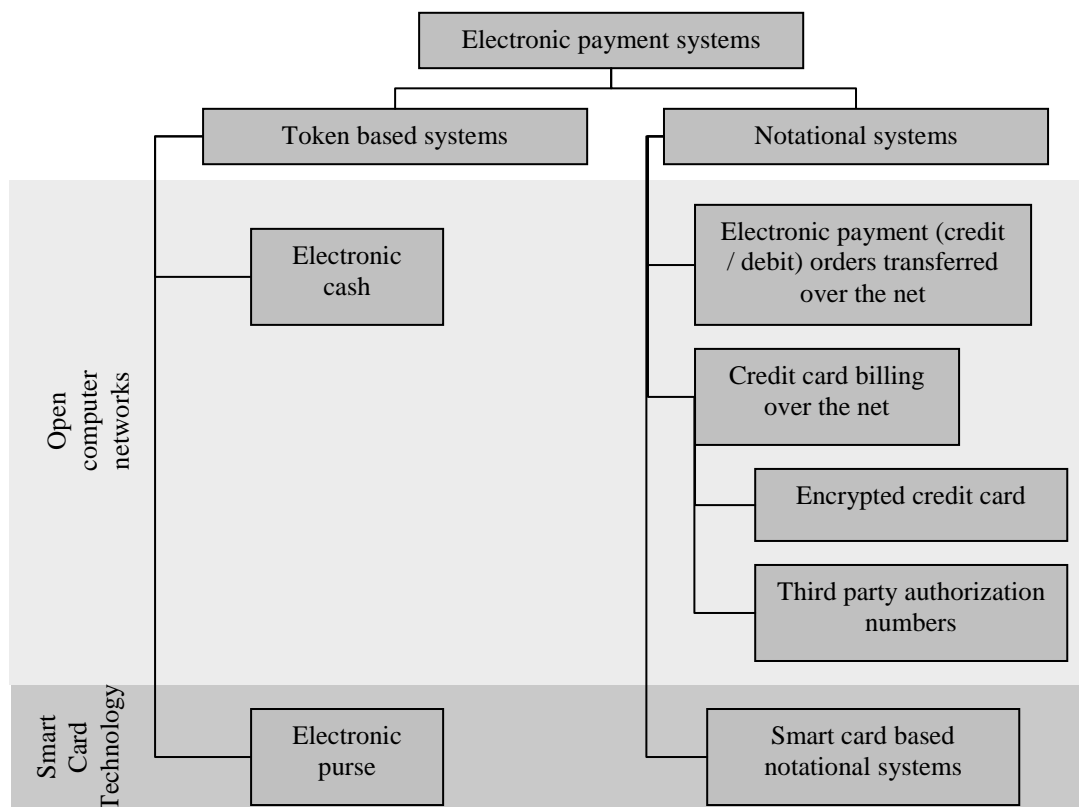 Electronic payment systems
Token based systems
Notational systems
Open
computer
networks
Electronic
cash
Electronic payment (credit
/ debit) orders transferred
over the net
Credit card billing
over the net
Encrypted credit card
Third party authorization
numbers
Smart
Card
Technology
Electronic
purse
Smart card based
notational systems